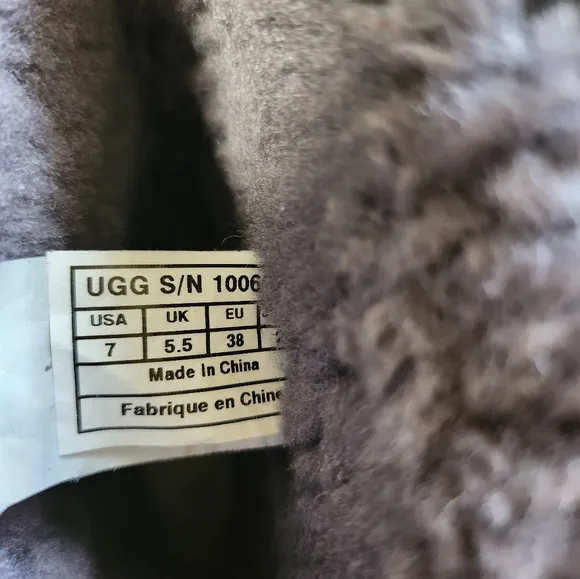 UGG S/N 1006
USA UK EU
7 5.5 38
Made In China
Fabrique en Chine